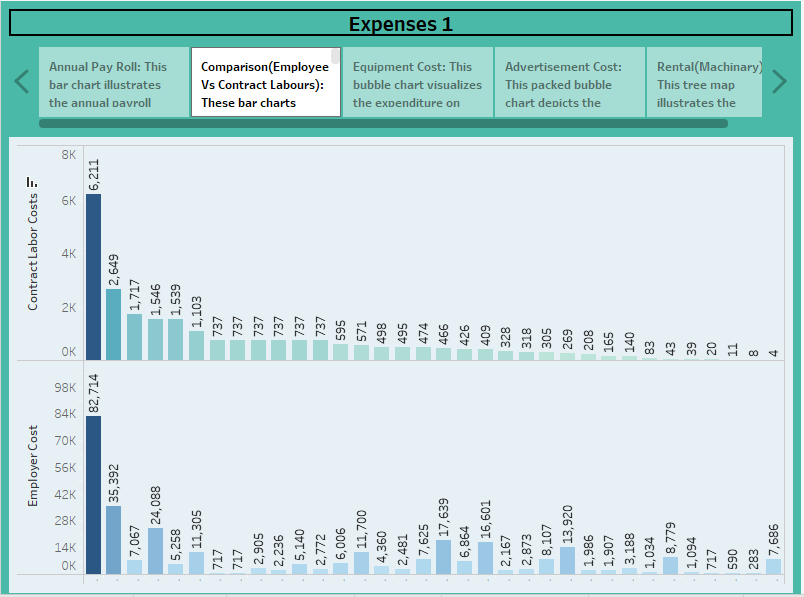 Expenses 1
Annual Pay Roll: This
bar chart illustrates
the annual payroll
Comparison(Employee
Vs Contract Labours):
These bar charts
Equipment Cost: This
bubble chart visualizes
the expenditure on
Advertisement Cost:
This packed bubble
chart depicts the
Rental(Machinary)
This tree map
illustrates the
Contract Labor Costs
8K
6K
4K
2K
0K
6,211
2,649
1,717
1,546
1,539
1,103
737
737
737
737
737
737
595
571
498
495
474
466
426
409
328
318
305
269
208
165
140
83
43
39
20
11
8
4
Employer Cost
98K
84K
70K
56K
42K
28K
14K
0K
82,714
35,392
7,067
24,088
5,258
11,305
717
717
2,905
2,236
5,140
2,772
6,006
11,700
4,360
2,481
7,625
17,639
6,864
16,601
2,167
2,873
8,107
13,920
1,986
1,907
3,188
1,034
8,779
1,094
717
590
283
7,686